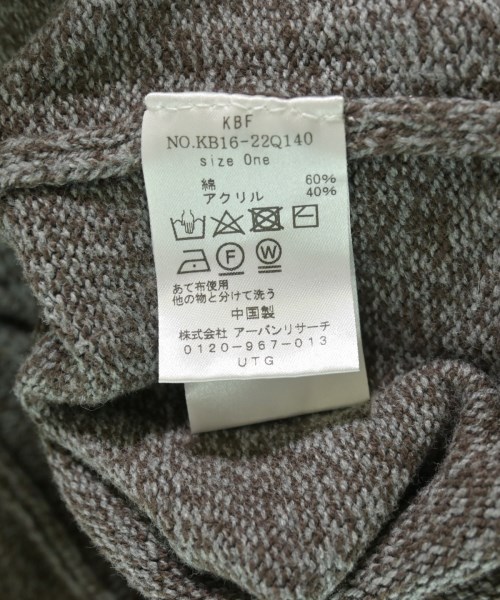 KBF
NO.KB16-22Q140
size One
綿 60%
アクリル 40%
F W
あて布使用
他の物と分けて洗う
中国製
株式会社 アーバンリサーチ
0120-967-013
UTG